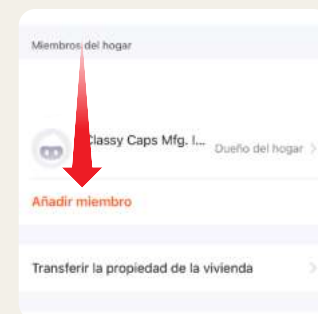 Miembros del hogar
Classy Caps Mfg. I...
Dueño del hogar
Añadir miembro
Transferir la propiedad de la vivienda